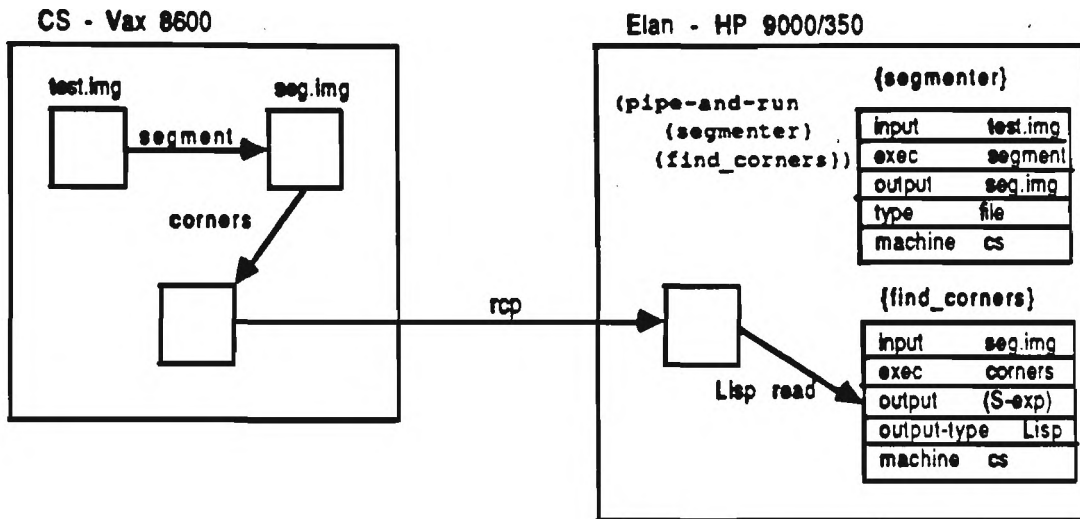 CS - Vax 8600
test.img
seg.img
segment
corners
rcp
Elan - HP 9000/350
(pipe-and-run
{segmenter}
{find_corners})
Lisp read
{segmenter}
input test.img
exec segment
output seg.img
type file
machine cs
{find_corners}
input seg.img
exec corners
output (S-exp)
output-type Lisp
machine cs